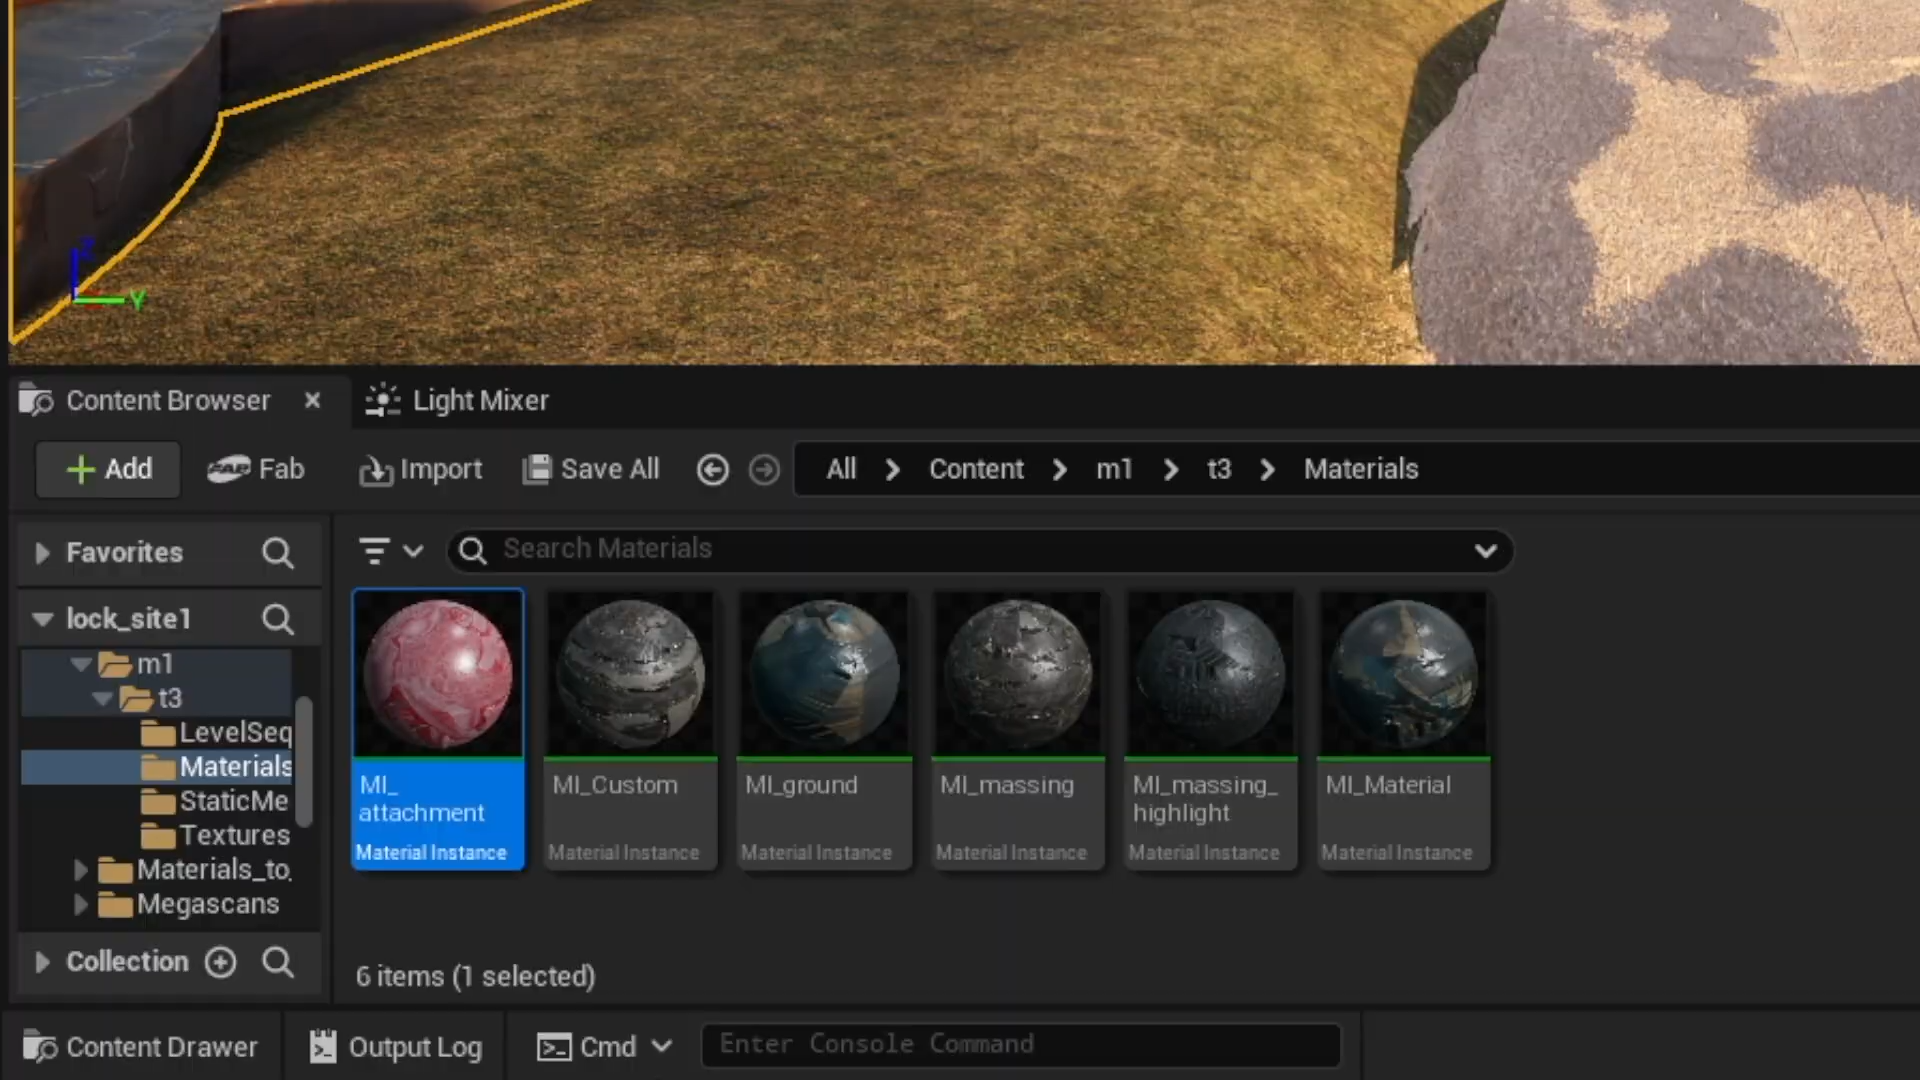 Z
Y
Content Browser
Light Mixer
Add
FAB Fab
Import
Save All
All > Content > m1 > t3 > Materials
Favorites
Search Materials
lock_site1
m1
t3
LevelSeq
Materials
StaticMe
Textures
Materials_to_
Megascans
Collection
MI_
attachment
Material Instance
MI_Custom
Material Instance
MI_ground
Material Instance
MI_massing
Material Instance
MI_massing_
highlight
Material Instance
MI_Material
Material Instance
6 items (1 selected)
Content Drawer
Output Log
Cmd
Enter Console Command